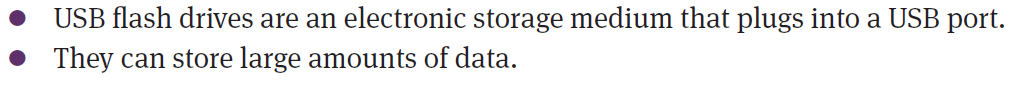 ● USB flash drives are an electronic storage medium that plugs into a USB port.
● They can store large amounts of data.